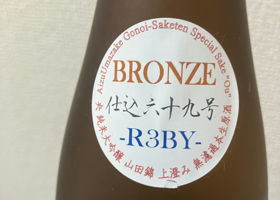 AizuUmazake Gonoi-Saketen Special Sake "Ou"
BRONZE
仕込六十九号
-R3BY-
純米大吟醸 山田錦 上澄み 無濾過本生原酒